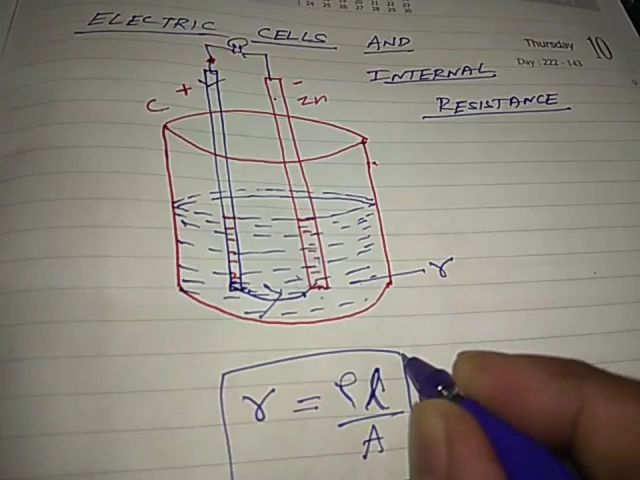 ELECTRIC CELLS AND
INTERNAL
RESISTANCE
Thursday 10
Day : 222 - 143
C + - Zn
r
r = ρl/A